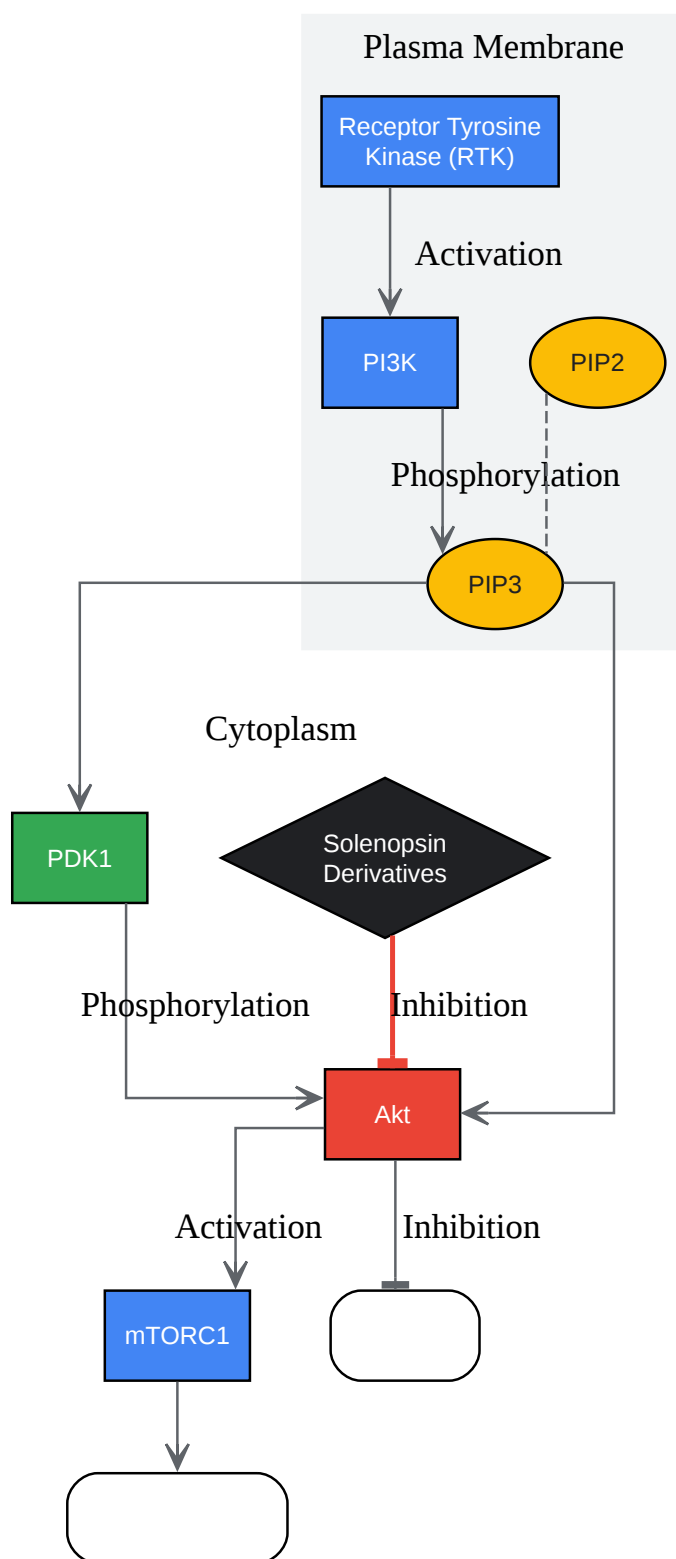 Plasma Membrane
Receptor Tyrosine
Kinase (RTK)
Activation
PI3K
PIP2
Phosphorylation
PIP3
Cytoplasm
PDK1
Solenopsin
Derivatives
Phosphorylation
Inhibition
Akt
Activation
Inhibition
mTORC1